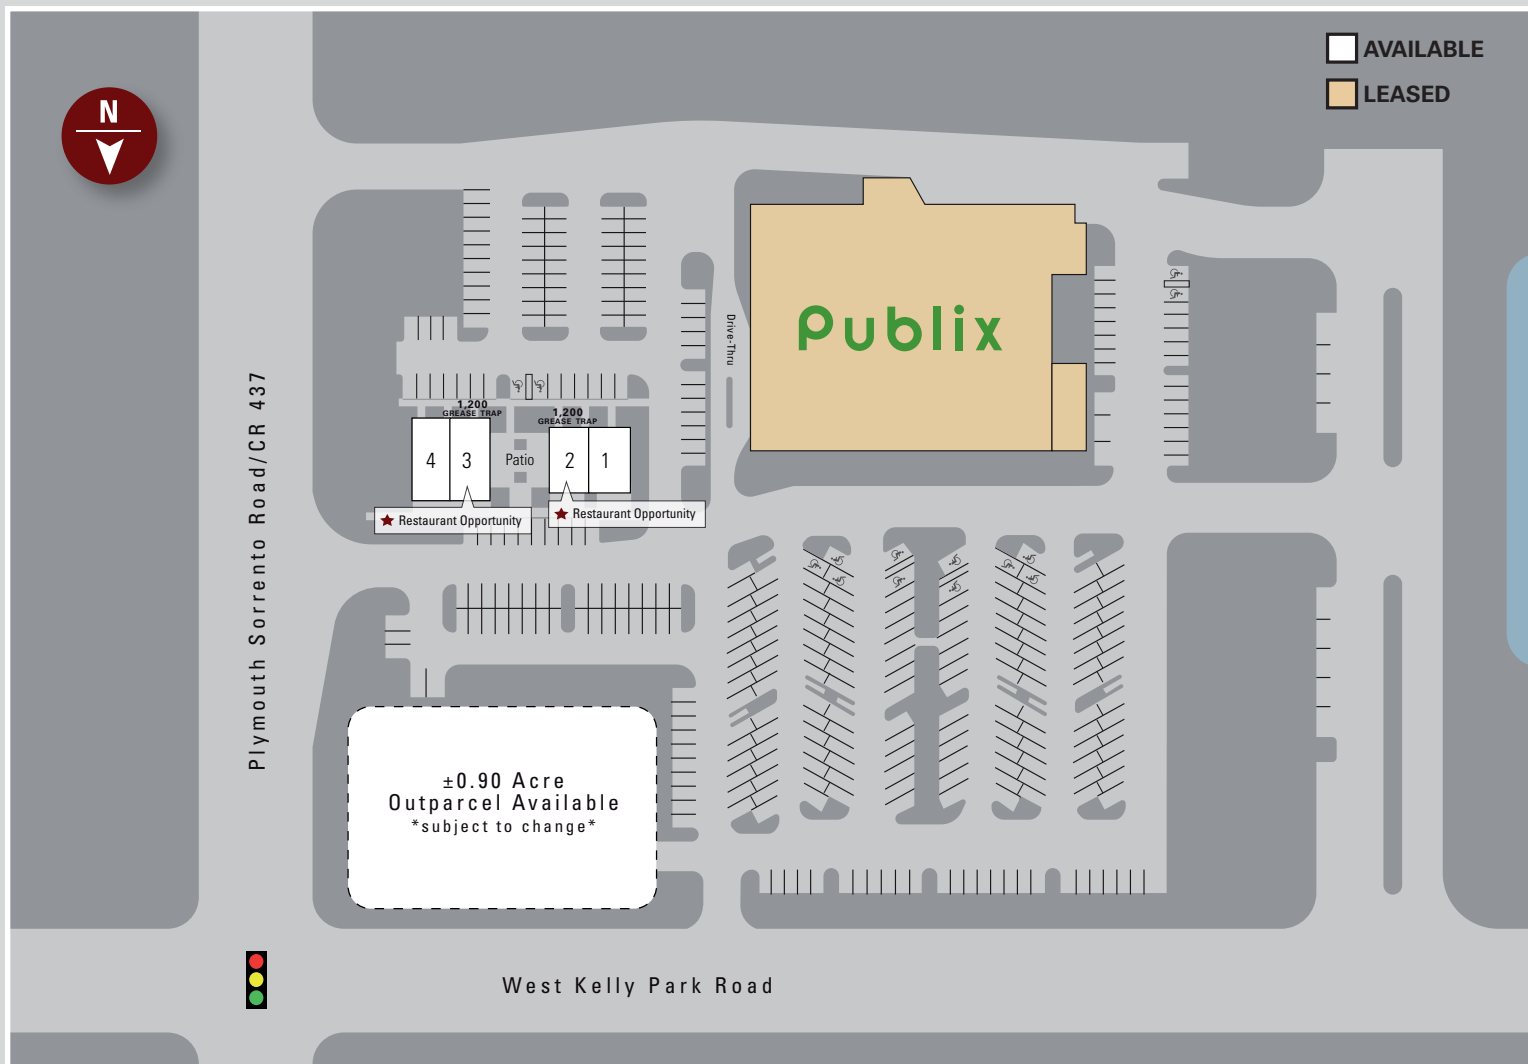 AVAILABLE
LEASED
N
Publix
Drive-Thru
1,200
GREASE TRAP
1,200
GREASE TRAP
4
3
Patio
2
1
Restaurant Opportunity
Restaurant Opportunity
Plymouth Sorrento Road/CR 437
±0.90 Acre
Outparcel Available
*subject to change*
West Kelly Park Road